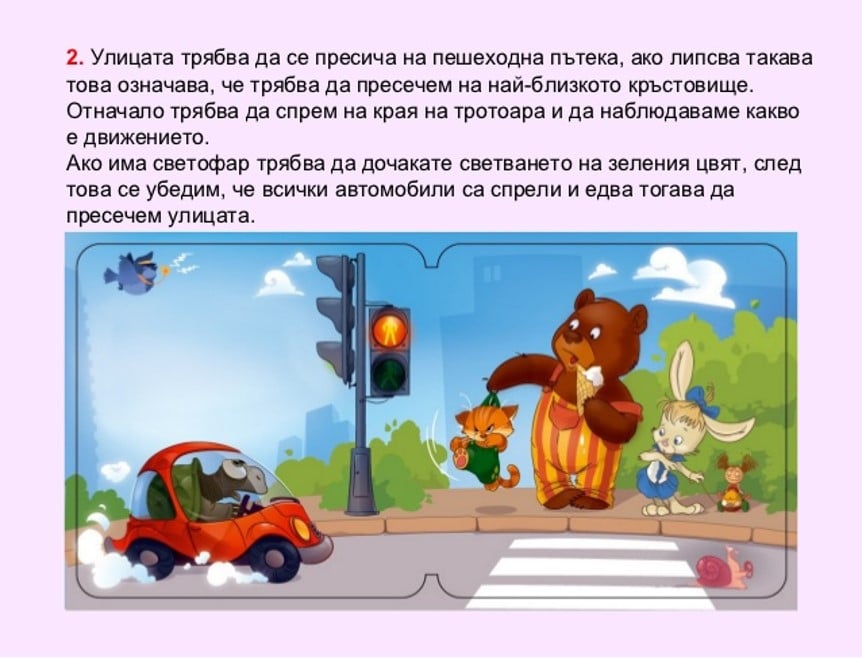 2. Улицата трябва да се пресича на пешеходна пътека, ако липсва такава
това означава, че трябва да пресечем на най-близкото кръстовище.
Отначало трябва да спрем на края на тротоара и да наблюдаваме какво
е движението.
Ако има светофар трябва да дочакате светването на зеления цвят, след
това се убедим, че всички автомобили са спрели и едва тогава да
пресечем улицата.